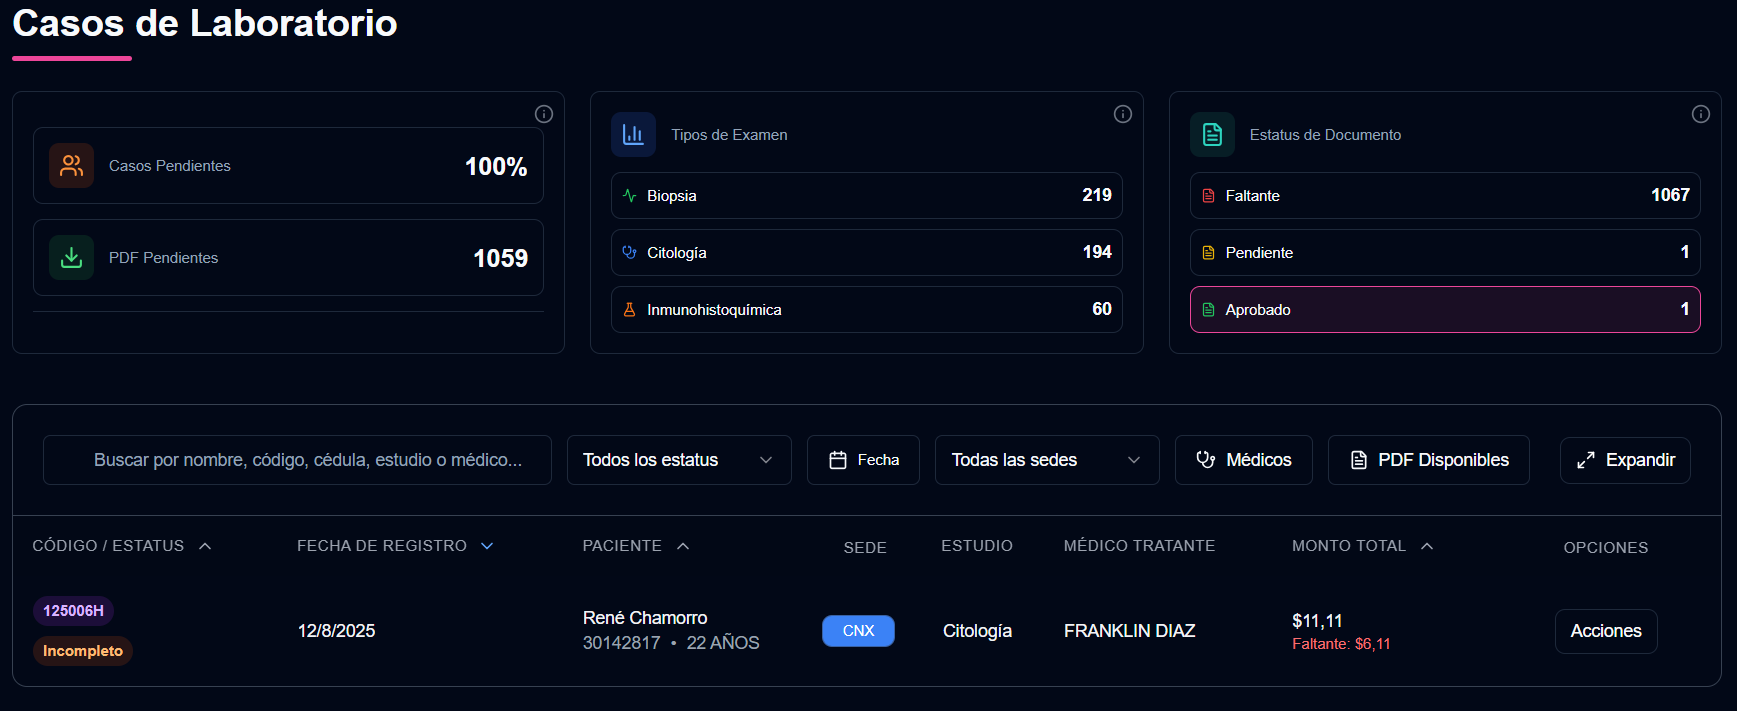 Casos de Laboratorio
Casos Pendientes 100%
PDF Pendientes 1059
Tipos de Examen
Biopsia 219
Citología 194
Inmunohistoquímica 60
Estatus de Documento
Faltante 1067
Pendiente 1
Aprobado 1
Buscar por nombre, código, cédula, estudio o médico... Todos los estatus Fecha Todas las sedes Médicos PDF Disponibles Expandir
CÓDIGO / ESTATUS FECHA DE REGISTRO PACIENTE SEDE ESTUDIO MÉDICO TRATANTE MONTO TOTAL OPCIONES
125006H
Incompleto
12/8/2025
René Chamorro
30142817 • 22 AÑOS
CNX
Citología
FRANKLIN DIAZ
$11,11
Faltante: $6,11
Acciones